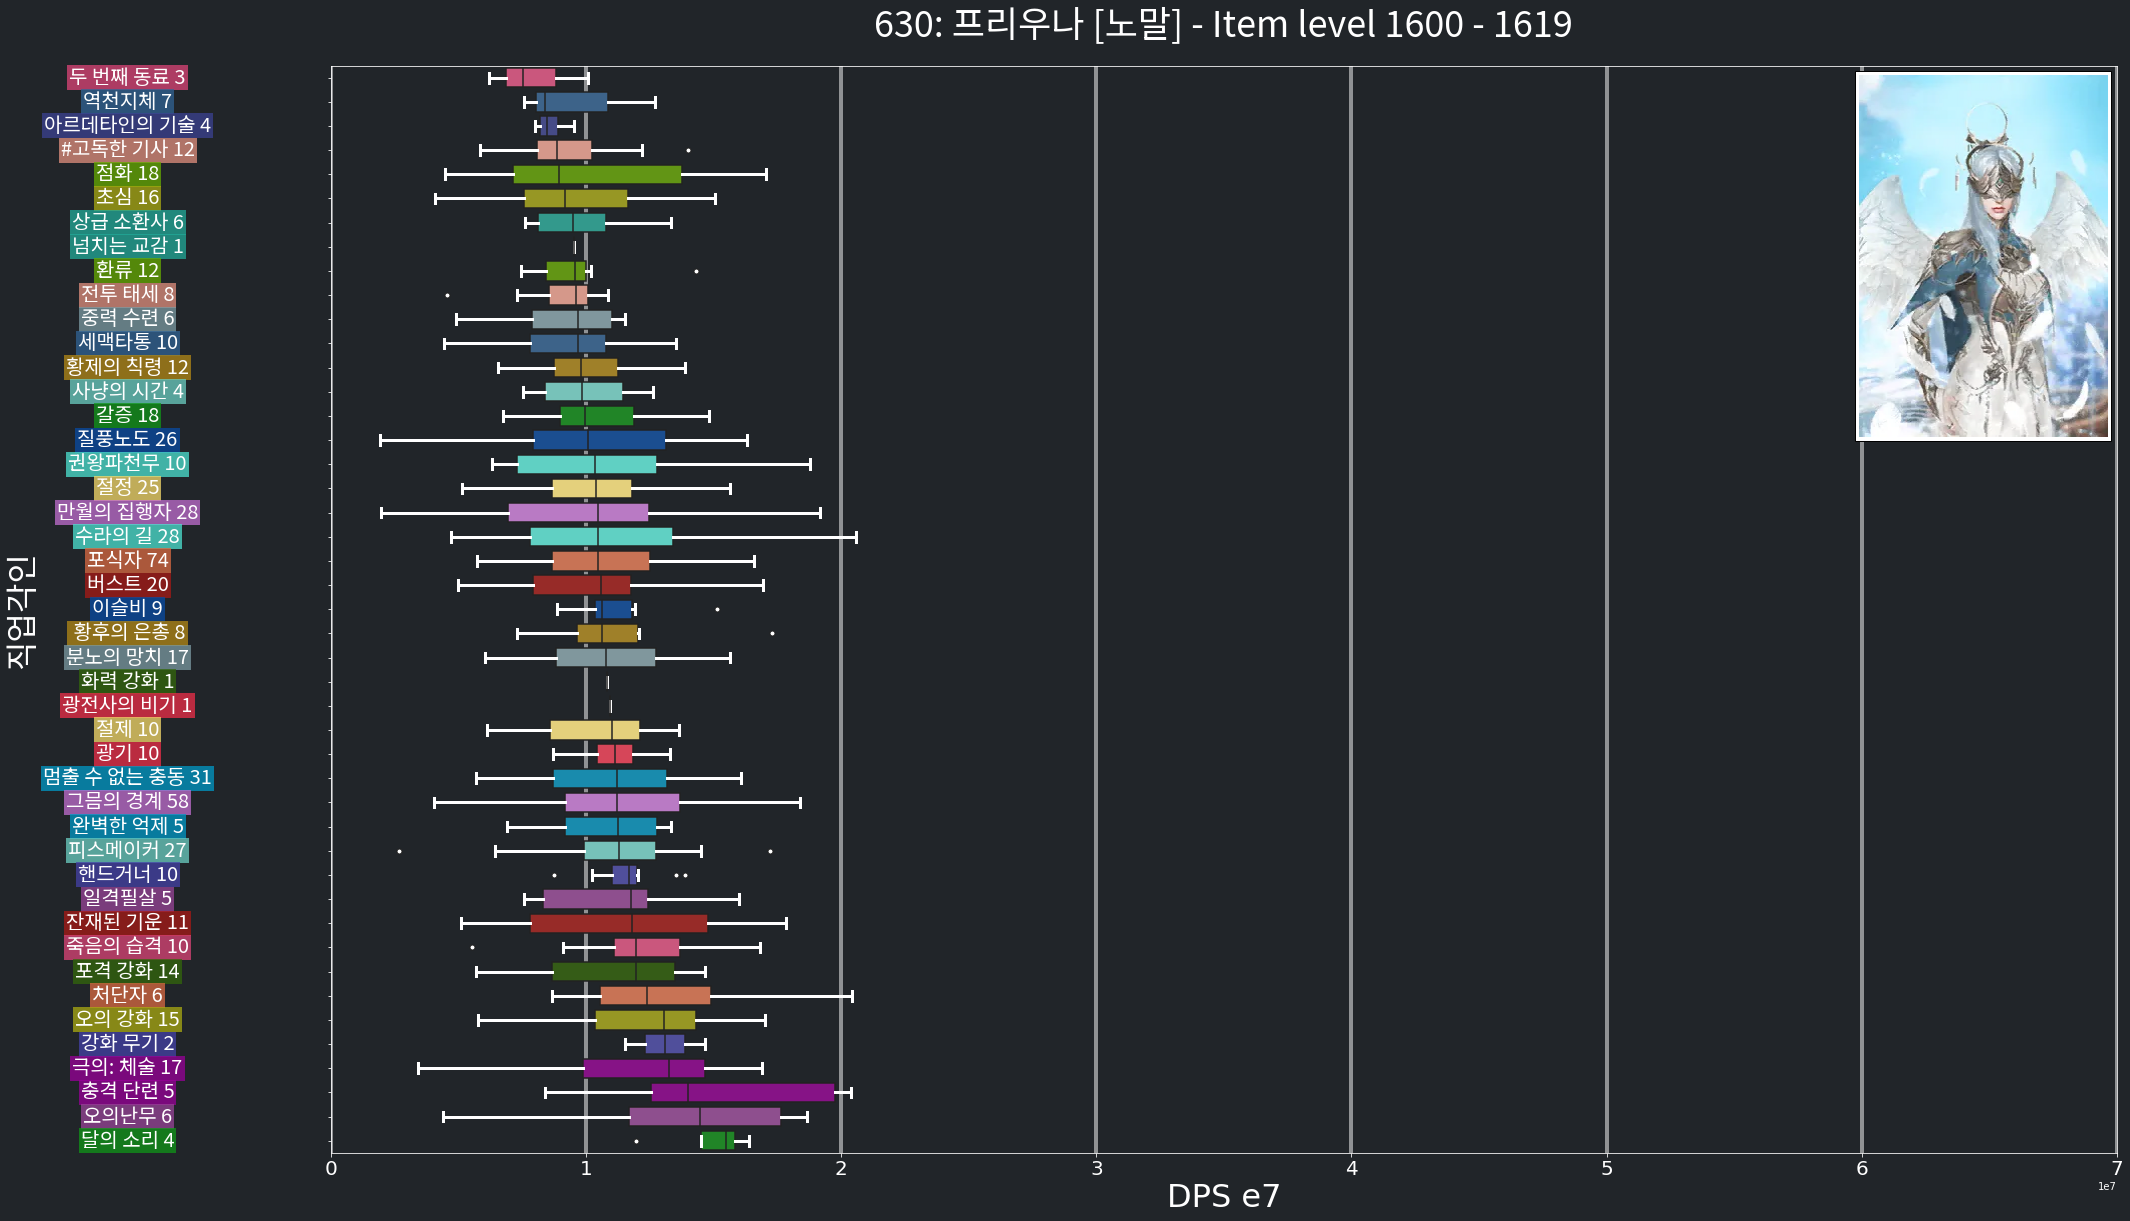 630: 프리우나 [노말] - Item level 1600 - 1619
두 번째 동료 3
역천지체 7
아르데타인의 기술 4
#고독한 기사 12
점화 18
초심 16
상급 소환사 6
넘치는 교감 1
환류 12
전투 태세 8
중력 수련 6
세맥타통 10
황제의 칙령 12
사냥의 시간 4
갈증 18
질풍노도 26
권왕파천무 10
절정 25
만월의 집행자 28
수라의 길 28
포식자 74
버스트 20
이슬비 9
황후의 은총 8
분노의 망치 17
화력 강화 1
광전사의 비기 1
절제 10
광기 10
멈출 수 없는 충동 31
그믐의 경계 58
완벽한 억제 5
피스메이커 27
핸드거너 10
일격필살 5
잔재된 기운 11
죽음의 습격 10
포격 강화 14
처단자 6
오의 강화 15
강화 무기 2
극의: 체술 17
충격 단련 5
오의난무 6
달의 소리 4
직업각인
0 1 2 3 4 5 6 7
1e7
DPS e7